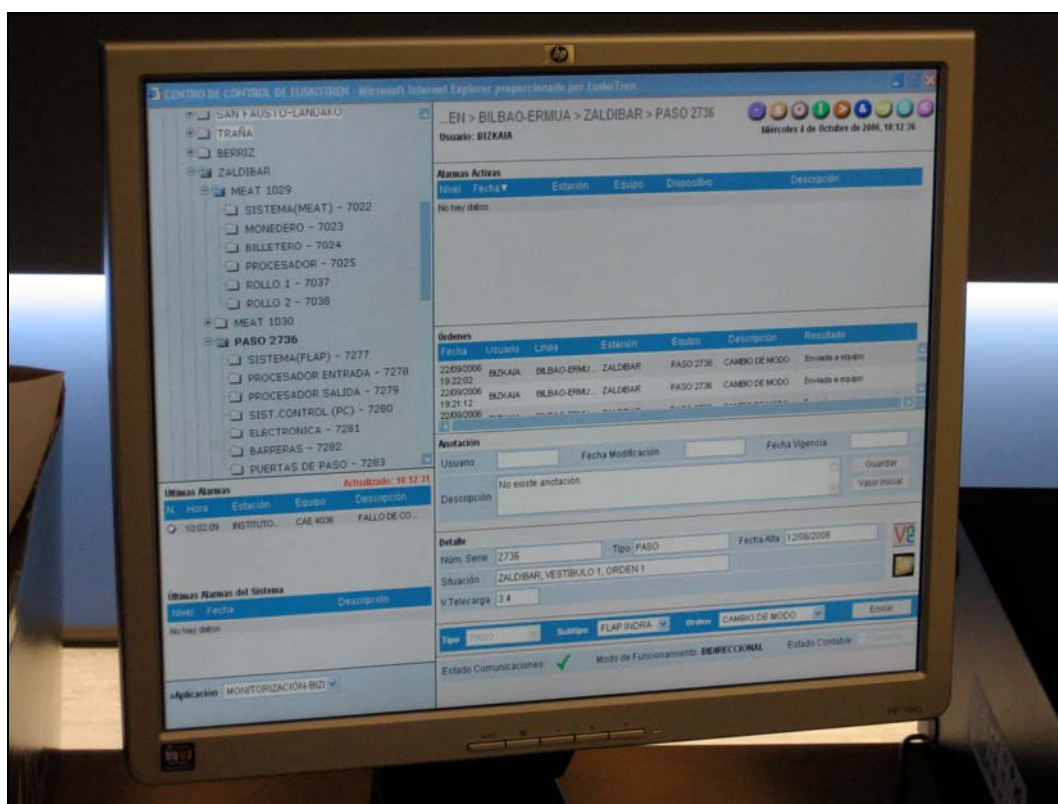 hp
CENTRO DE CONTROL DE EUSKOTREN - Microsoft Internet Explorer proporcionado por EuskoTren
SAN FAUSTO-LANDAKO
TRAÑA
BERRIZ
ZALDIBAR
MEAT 1029
SISTEMA(MEAT) - 7022
MONEDERO - 7023
BILLETERO - 7024
PROCESADOR - 7025
ROLLO 1 - 7037
ROLLO 2 - 7038
MEAT 1030
PASO 2736
SISTEMA(FLAP) - 7277
PROCESADOR ENTRADA - 7278
PROCESADOR SALIDA - 7279
SIST.CONTROL (PC) - 7280
ELECTRONICA - 7281
BARRERAS - 7282
PUERTAS DE PASO - 7283
Últimas Alarmas Actualizado: 10:12:31
N. Hora Estación Equipo Descripción
10:02:09 INSTITUTO... CAE 4036 FALLO DE CO...
Últimas Alarmas del Sistema
Nivel Fecha Descripción
No hay datos
>Aplicación MONITORIZACIÓN-BIZI
...EN > BILBAO-ERMUA > ZALDIBAR > PASO 2736
Usuario: BIZKAIA
Miércoles 4 de Octubre de 2006, 10:12:36
Alarmas Activas
Nivel Fecha▼ Estación Equipo Dispositivo Descripción
No hay datos
Órdenes
Fecha Usuario Línea Estación Equipo Descripción Resultado
22/09/2006 19:22:02 BIZKAIA BILBAO-ERMU... ZALDIBAR PASO 2736 CAMBIO DE MODO Enviada a equipo
22/09/2006 19:21:12 BIZKAIA BILBAO-ERMU... ZALDIBAR PASO 2736 CAMBIO DE MODO Enviada a equipo
22/09/2006
Anotación
Usuario Fecha Modificación Fecha Vigencia
Descripción No existe anotación Guardar
Valor Inicial
Detalle
Núm. Serie 2736 Tipo PASO Fecha Alta 12/06/2006
Situación ZALDIBAR, VESTÍBULO 1, ORDEN 1
V.Telecarga 3.4
Tipo PASO Subtipo FLAP INDRA Orden CAMBIO DE MODO Enviar
Estado Comunicaciones: Modo de Funcionamiento: BIDIRECCIONAL Estado Contable: